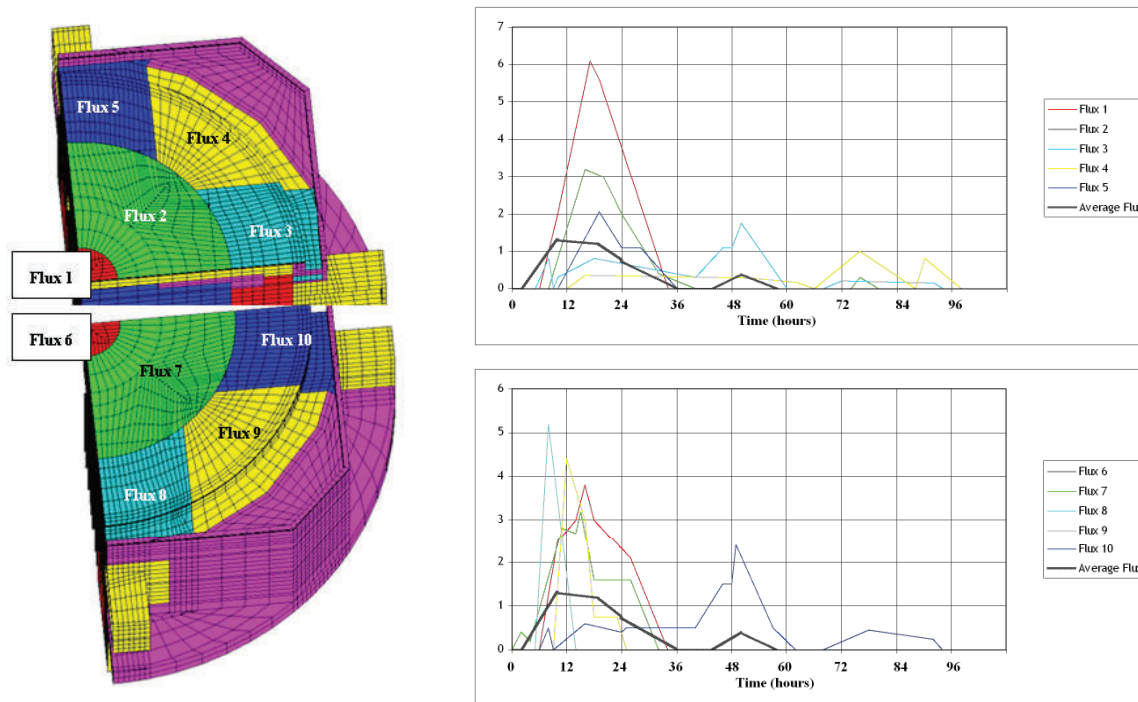 Flux 5
Flux 4
Flux 2
Flux 3
Flux 1
Flux 6
Flux 10
Flux 7
Flux 9
Flux 8
7
6
5
4
3
2
1
0
0 12 24 36 48 60 72 84 96
Time (hours)
Flux 1
Flux 2
Flux 3
Flux 4
Flux 5
Average Flu
6
5
4
3
2
1
0
0 12 24 36 48 60 72 84 96
Time (hours)
Flux 6
Flux 7
Flux 8
Flux 9
Flux 10
Average Flu